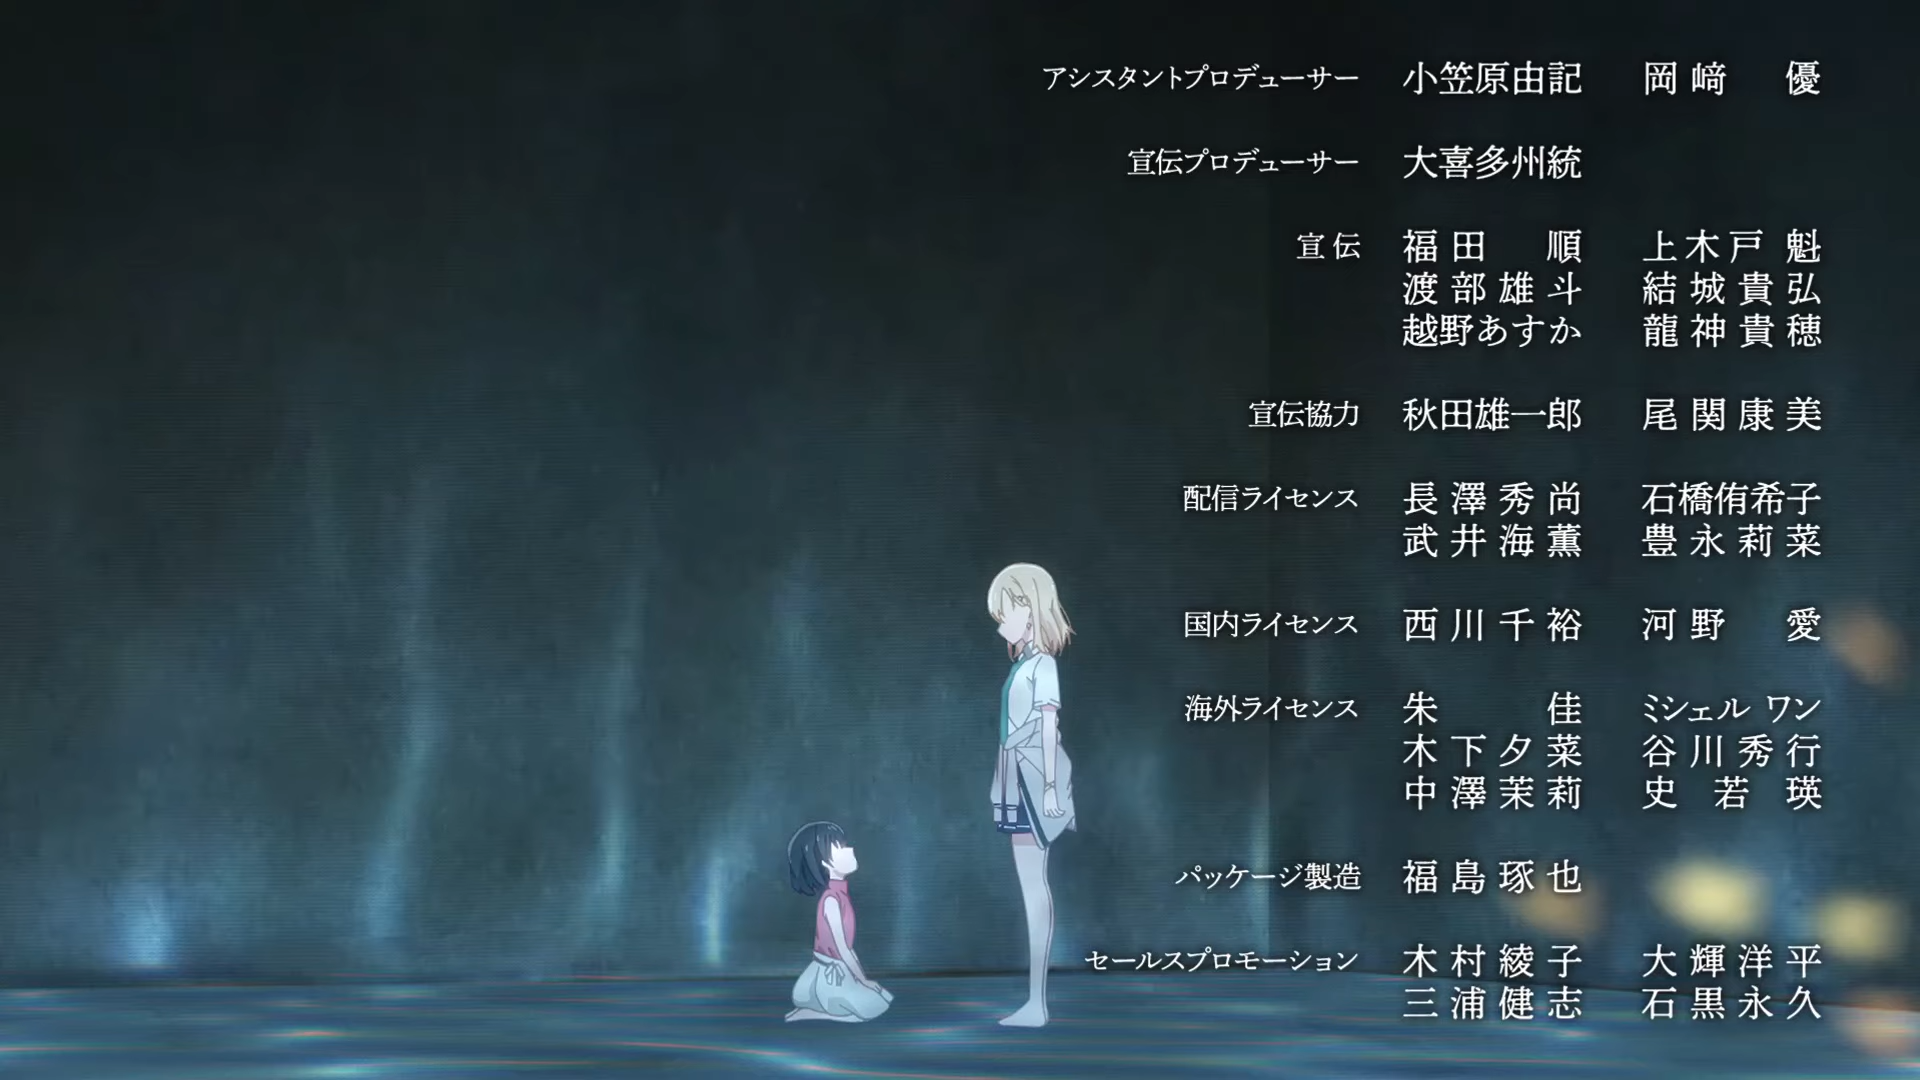 アシスタントプロデューサー 小笠原由記 岡﨑 優
宣伝プロデューサー 大喜多州統
宣伝 福田 順 上木戸 魁
渡部雄斗 結城貴弘
越野あすか 龍神貴穂
宣伝協力 秋田雄一郎 尾関康美
配信ライセンス 長澤秀尚 石橋侑希子
武井海薫 豊永莉菜
国内ライセンス 西川千裕 河野 愛
海外ライセンス 朱 佳 ミシェル ワン
木下夕菜 谷川秀行
中澤茉莉 史 若 瑛
パッケージ製造 福島琢也
セールスプロモーション 木村綾子 大輝洋平
三浦健志 石黒永久